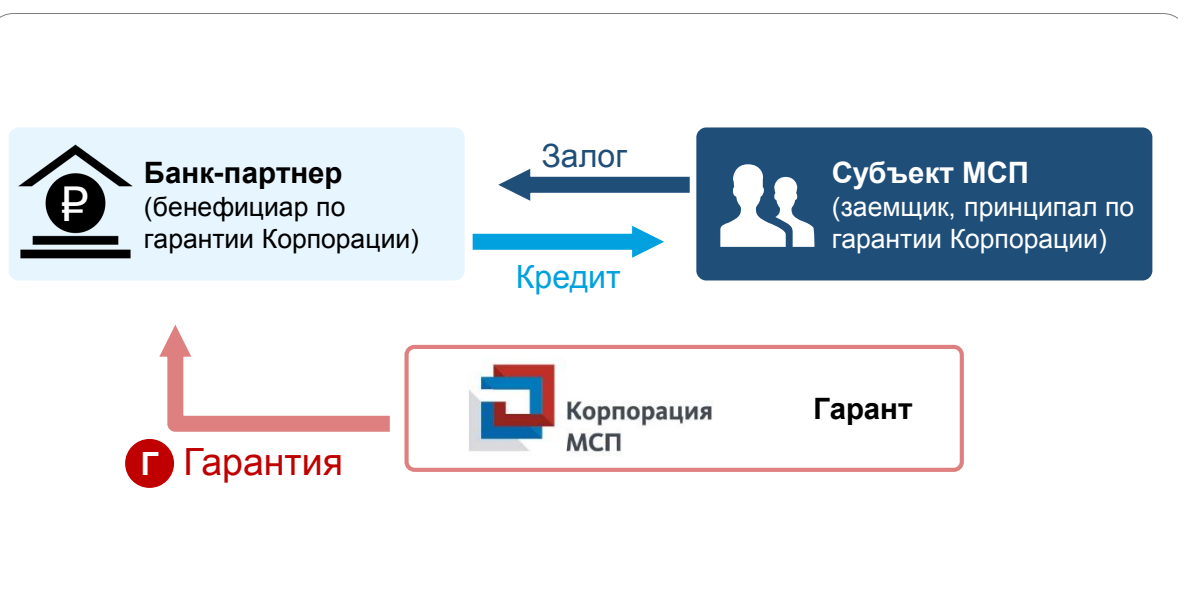 Банк-партнер
(бенефициар по
гарантии Корпорации)
Залог
Кредит
Субъект МСП
(заемщик, принципал по
гарантии Корпорации)
Корпорация
МСП
Гарант
Г Гарантия